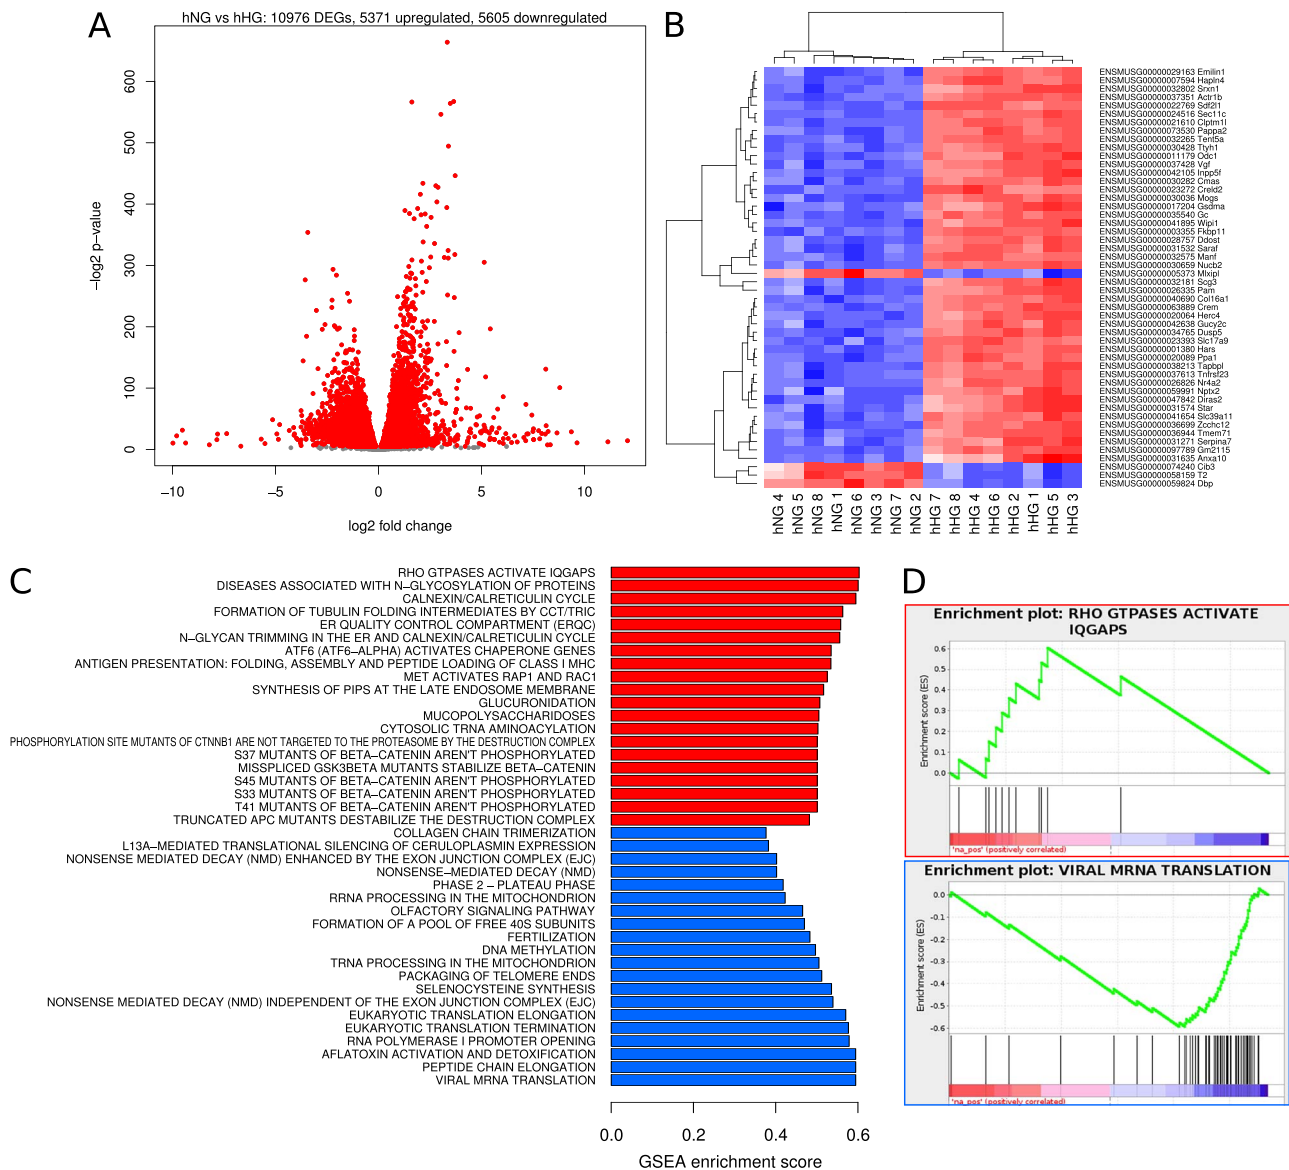 A
hNG vs hHG: 10976 DEGs, 5371 upregulated, 5605 downregulated
600
500
400
300
200
100
0
−log2 p−value
−10
−5
0
5
10
log2 fold change
B
ENSMUSG00000029163 Emilin1
ENSMUSG00000007594 Hapln4
ENSMUSG00000032802 Srxn1
ENSMUSG00000037351 Actr1b
ENSMUSG00000022769 Sdf2l1
ENSMUSG00000024516 Sec11c
ENSMUSG00000021610 Clptm1l
ENSMUSG00000073530 Pappa2
ENSMUSG00000032265 Tent5a
ENSMUSG00000030428 Ttyh1
ENSMUSG00000011179 Odc1
ENSMUSG00000037428 Vgf
ENSMUSG00000042105 Inpp5f
ENSMUSG00000030282 Cmas
ENSMUSG00000023272 Creld2
ENSMUSG00000030036 Mogs
ENSMUSG00000017204 Gsdma
ENSMUSG00000035540 Gc
ENSMUSG00000041895 Wipi1
ENSMUSG00000003355 Fkbp11
ENSMUSG00000028757 Ddost
ENSMUSG00000031532 Saraf
ENSMUSG00000032575 Manf
ENSMUSG00000030659 Nucb2
ENSMUSG00000005373 Mlxipl
ENSMUSG00000032181 Scg3
ENSMUSG00000026335 Pam
ENSMUSG00000040690 Col16a1
ENSMUSG00000063889 Crem
ENSMUSG00000020064 Herc4
ENSMUSG00000042638 Gucy2c
ENSMUSG00000034765 Dusp5
ENSMUSG00000023393 Slc17a9
ENSMUSG00000001380 Hars
ENSMUSG00000020089 Ppa1
ENSMUSG00000038213 Tapbpl
ENSMUSG00000037613 Tnfrsf23
ENSMUSG00000026826 Nr4a2
ENSMUSG00000059991 Nptx2
ENSMUSG00000047842 Diras2
ENSMUSG00000031574 Star
ENSMUSG00000041654 Slc39a11
ENSMUSG00000036699 Zcchc12
ENSMUSG00000036944 Tmem71
ENSMUSG00000031271 Serpina7
ENSMUSG00000097789 Gm2115
ENSMUSG00000031635 Anxa10
ENSMUSG00000074240 Cib3
ENSMUSG00000058159 T2
ENSMUSG00000059824 Dbp
hNG 4
hNG 5
hNG 8
hNG 1
hNG 6
hNG 3
hNG 7
hNG 2
hHG 7
hHG 8
hHG 4
hHG 6
hHG 2
hHG 1
hHG 5
hHG 3
C
RHO GTPASES ACTIVATE IQGAPS
DISEASES ASSOCIATED WITH N−GLYCOSYLATION OF PROTEINS
CALNEXIN/CALRETICULIN CYCLE
FORMATION OF TUBULIN FOLDING INTERMEDIATES BY CCT/TRIC
ER QUALITY CONTROL COMPARTMENT (ERQC)
N−GLYCAN TRIMMING IN THE ER AND CALNEXIN/CALRETICULIN CYCLE
ATF6 (ATF6−ALPHA) ACTIVATES CHAPERONE GENES
ANTIGEN PRESENTATION: FOLDING, ASSEMBLY AND PEPTIDE LOADING OF CLASS I MHC
MET ACTIVATES RAP1 AND RAC1
SYNTHESIS OF PIPS AT THE LATE ENDOSOME MEMBRANE
GLUCURONIDATION
MUCOPOLYSACCHARIDOSES
CYTOSOLIC TRNA AMINOACYLATION
PHOSPHORYLATION SITE MUTANTS OF CTNNB1 ARE NOT TARGETED TO THE PROTEASOME BY THE DESTRUCTION COMPLEX
S37 MUTANTS OF BETA−CATENIN AREN'T PHOSPHORYLATED
MISSPLICED GSK3BETA MUTANTS STABILIZE BETA−CATENIN
S45 MUTANTS OF BETA−CATENIN AREN'T PHOSPHORYLATED
S33 MUTANTS OF BETA−CATENIN AREN'T PHOSPHORYLATED
T41 MUTANTS OF BETA−CATENIN AREN'T PHOSPHORYLATED
TRUNCATED APC MUTANTS DESTABILIZE THE DESTRUCTION COMPLEX
COLLAGEN CHAIN TRIMERIZATION
L13A−MEDIATED TRANSLATIONAL SILENCING OF CERULOPLASMIN EXPRESSION
NONSENSE MEDIATED DECAY (NMD) ENHANCED BY THE EXON JUNCTION COMPLEX (EJC)
NONSENSE−MEDIATED DECAY (NMD)
PHASE 2 − PLATEAU PHASE
RRNA PROCESSING IN THE MITOCHONDRION
OLFACTORY SIGNALING PATHWAY
FORMATION OF A POOL OF FREE 40S SUBUNITS
FERTILIZATION
DNA METHYLATION
TRNA PROCESSING IN THE MITOCHONDRION
PACKAGING OF TELOMERE ENDS
SELENOCYSTEINE SYNTHESIS
NONSENSE MEDIATED DECAY (NMD) INDEPENDENT OF THE EXON JUNCTION COMPLEX (EJC)
EUKARYOTIC TRANSLATION ELONGATION
EUKARYOTIC TRANSLATION TERMINATION
RNA POLYMERASE I PROMOTER OPENING
AFLATOXIN ACTIVATION AND DETOXIFICATION
PEPTIDE CHAIN ELONGATION
VIRAL MRNA TRANSLATION
0.0
0.2
0.4
0.6
GSEA enrichment score
D
Enrichment plot: RHO GTPASES ACTIVATE
IQGAPS
0.6
0.5
0.4
0.3
0.2
0.1
0.0
Enrichment score (ES)
'na_pos' (positively correlated)
Enrichment plot: VIRAL MRNA TRANSLATION
0.0
-0.1
-0.2
-0.3
-0.4
-0.5
-0.6
Enrichment score (ES)
'na_pos' (positively correlated)